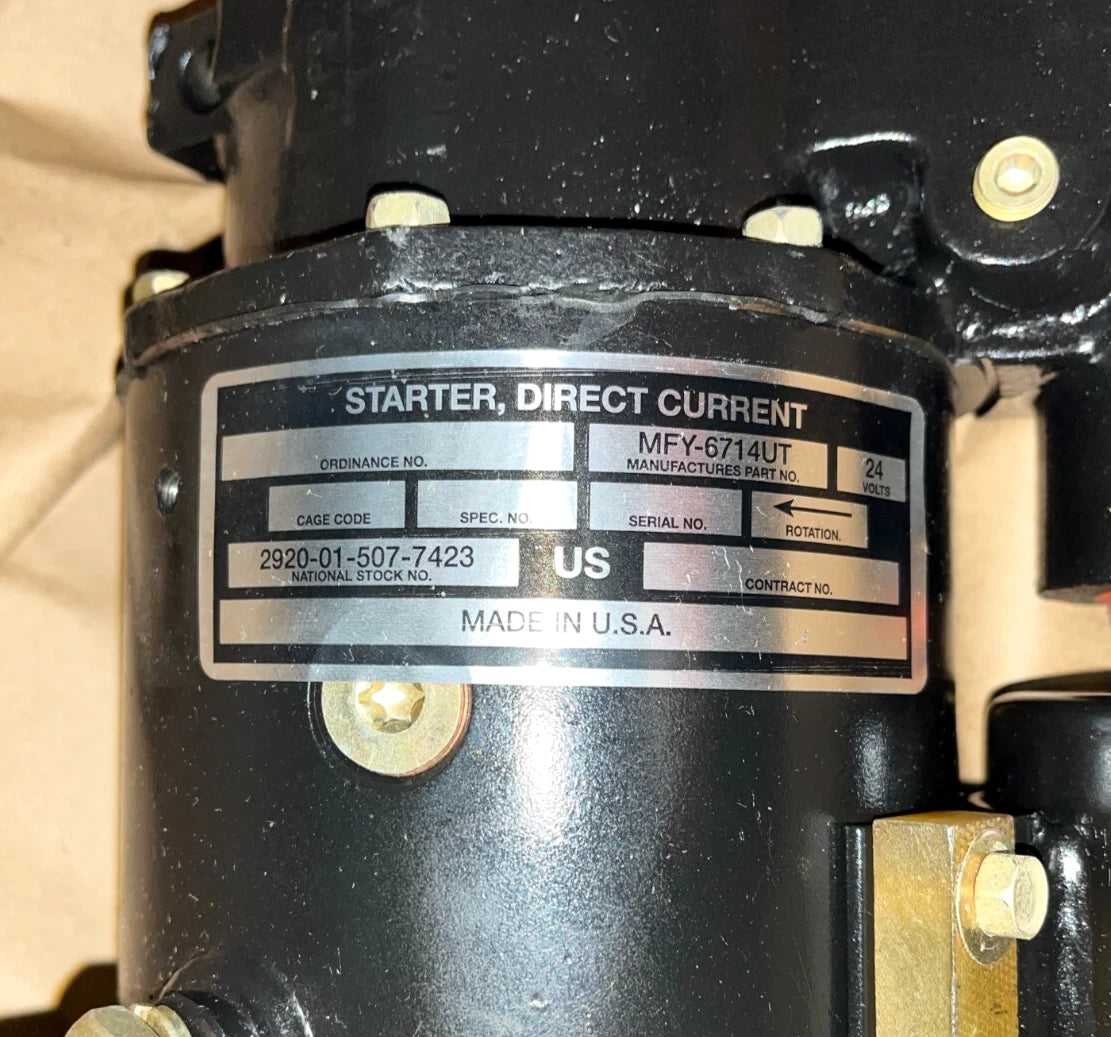 STARTER, DIRECT CURRENT
ORDINANCE NO.
MFY-6714UT
MANUFACTURES PART NO.
24
VOLTS
CAGE CODE
SPEC. NO.
SERIAL NO.
ROTATION.
2920-01-507-7423
NATIONAL STOCK NO.
US
CONTRACT NO.
MADE IN U.S.A.